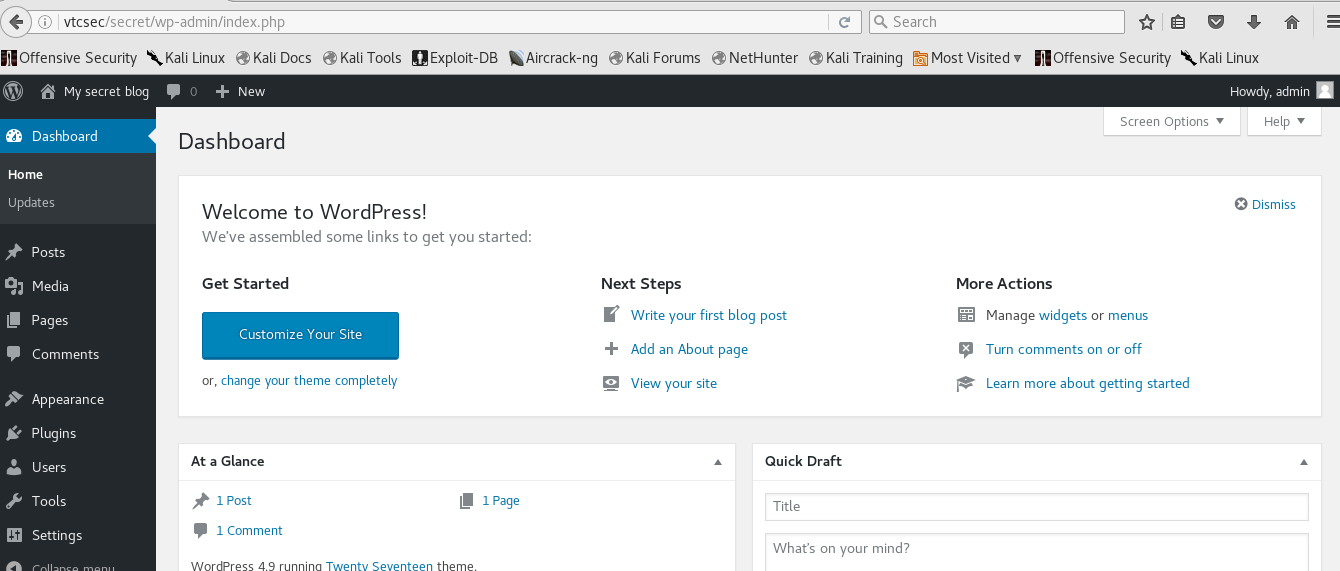 vtcsec/secret/wp-admin/index.php
Search
Offensive Security Kali Linux Kali Docs Kali Tools Exploit-DB Aircrack-ng Kali Forums NetHunter Kali Training Most Visited Offensive Security Kali Linux
My secret blog 0 New Howdy, admin
Dashboard
Home
Updates
Posts
Media
Pages
Comments
Appearance
Plugins
Users
Tools
Settings
Collapse menu
Screen Options Help
Dashboard
Welcome to WordPress!
Dismiss
We've assembled some links to get you started:
Get Started
Customize Your Site
or, change your theme completely
Next Steps
Write your first blog post
Add an About page
View your site
More Actions
Manage widgets or menus
Turn comments on or off
Learn more about getting started
At a Glance
1 Post 1 Page
1 Comment
WordPress 4.9 running Twenty Seventeen theme.
Quick Draft
Title
What's on your mind?